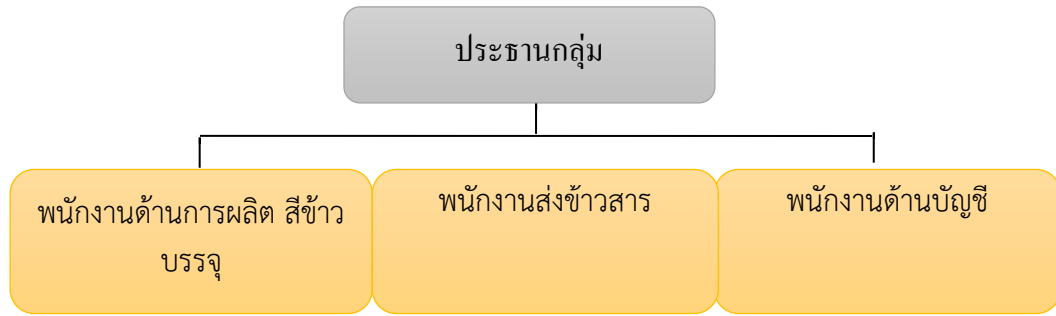 ประธานกลุ่ม
พนักงานด้านการผลิต สีข้าว
บรรจุ
พนักงานส่งข้าวสาร
พนักงานด้านบัญชี